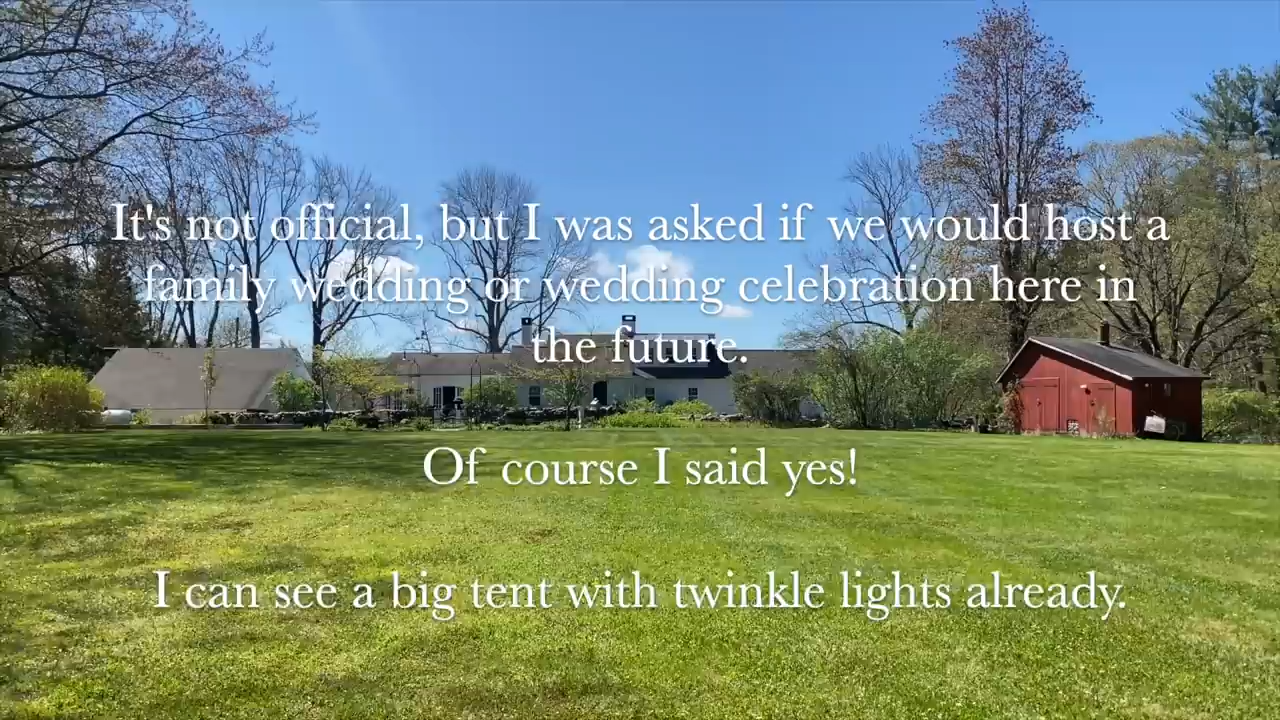 It's not official, but I was asked if we would host a
family wedding or wedding celebration here in
the future.
Of course I said yes!
I can see a big tent with twinkle lights already.